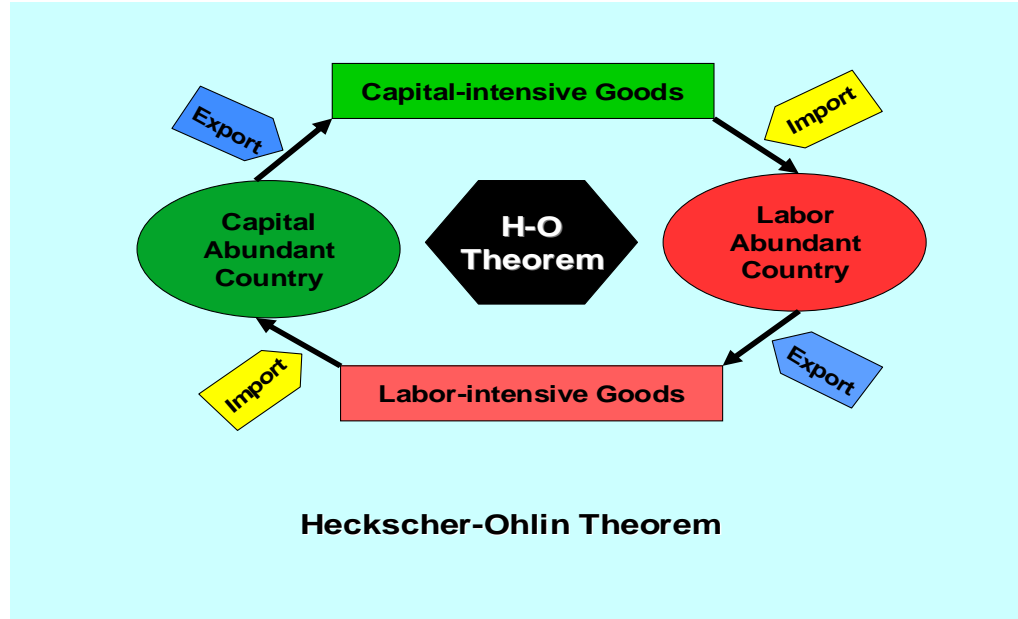 Capital-intensive Goods
Export
Import
Capital
Abundant
Country
H-O
Theorem
Labor
Abundant
Country
Import
Labor-intensive Goods
Export
Heckscher-Ohlin Theorem